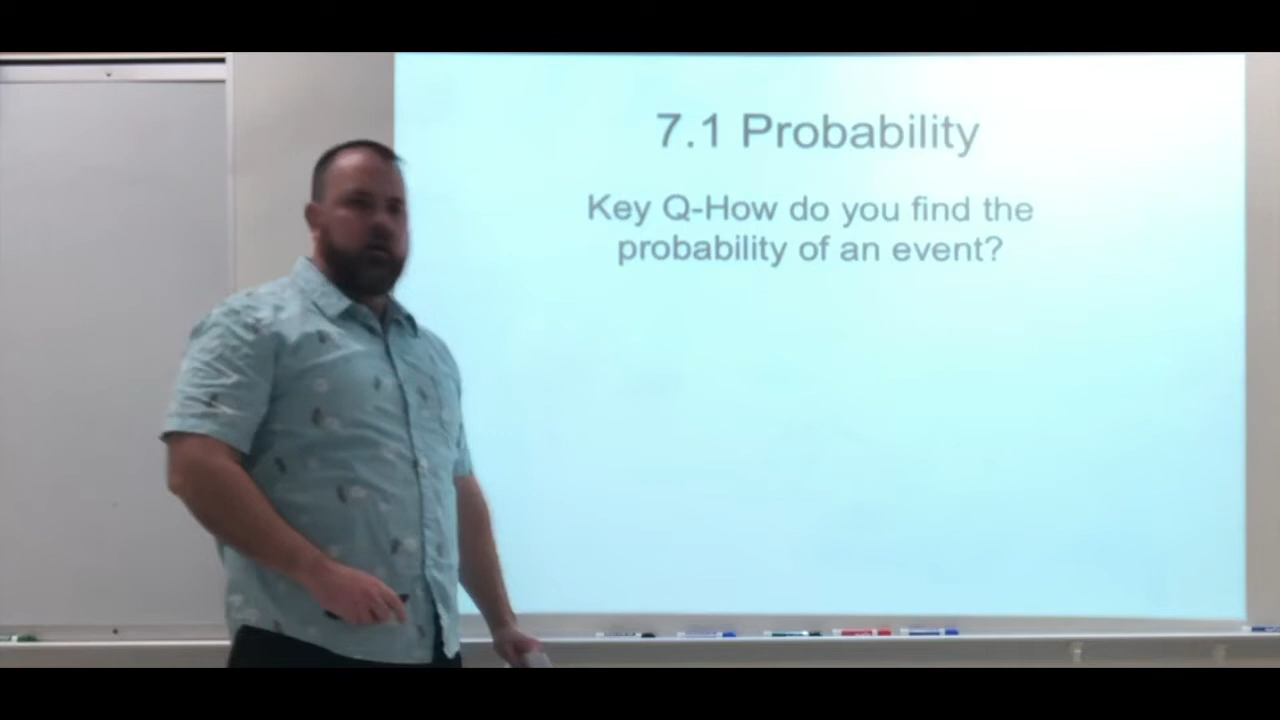 7.1 Probability
Key Q-How do you find the
probability of an event?